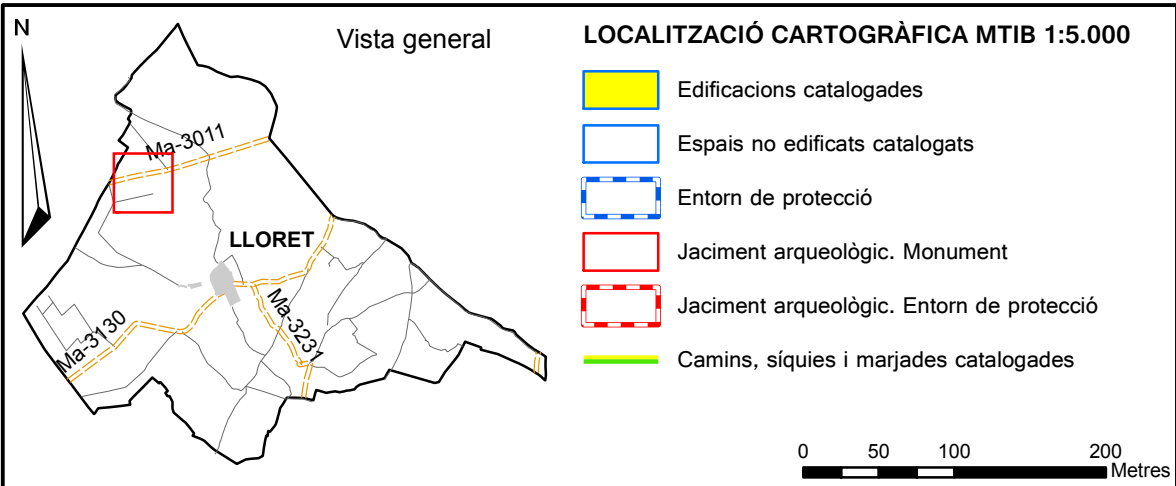 N
Vista general
Ma-3011
LLORET
Ma-3130
Ma-3231
LOCALITZACIÓ CARTOGRÀFICA MTIB 1:5.000
Edificacions catalogades
Espais no edificats catalogats
Entorn de protecció
Jaciment arqueològic. Monument
Jaciment arqueològic. Entorn de protecció
Camins, síquies i marjades catalogades
0 50 100 200
Metres